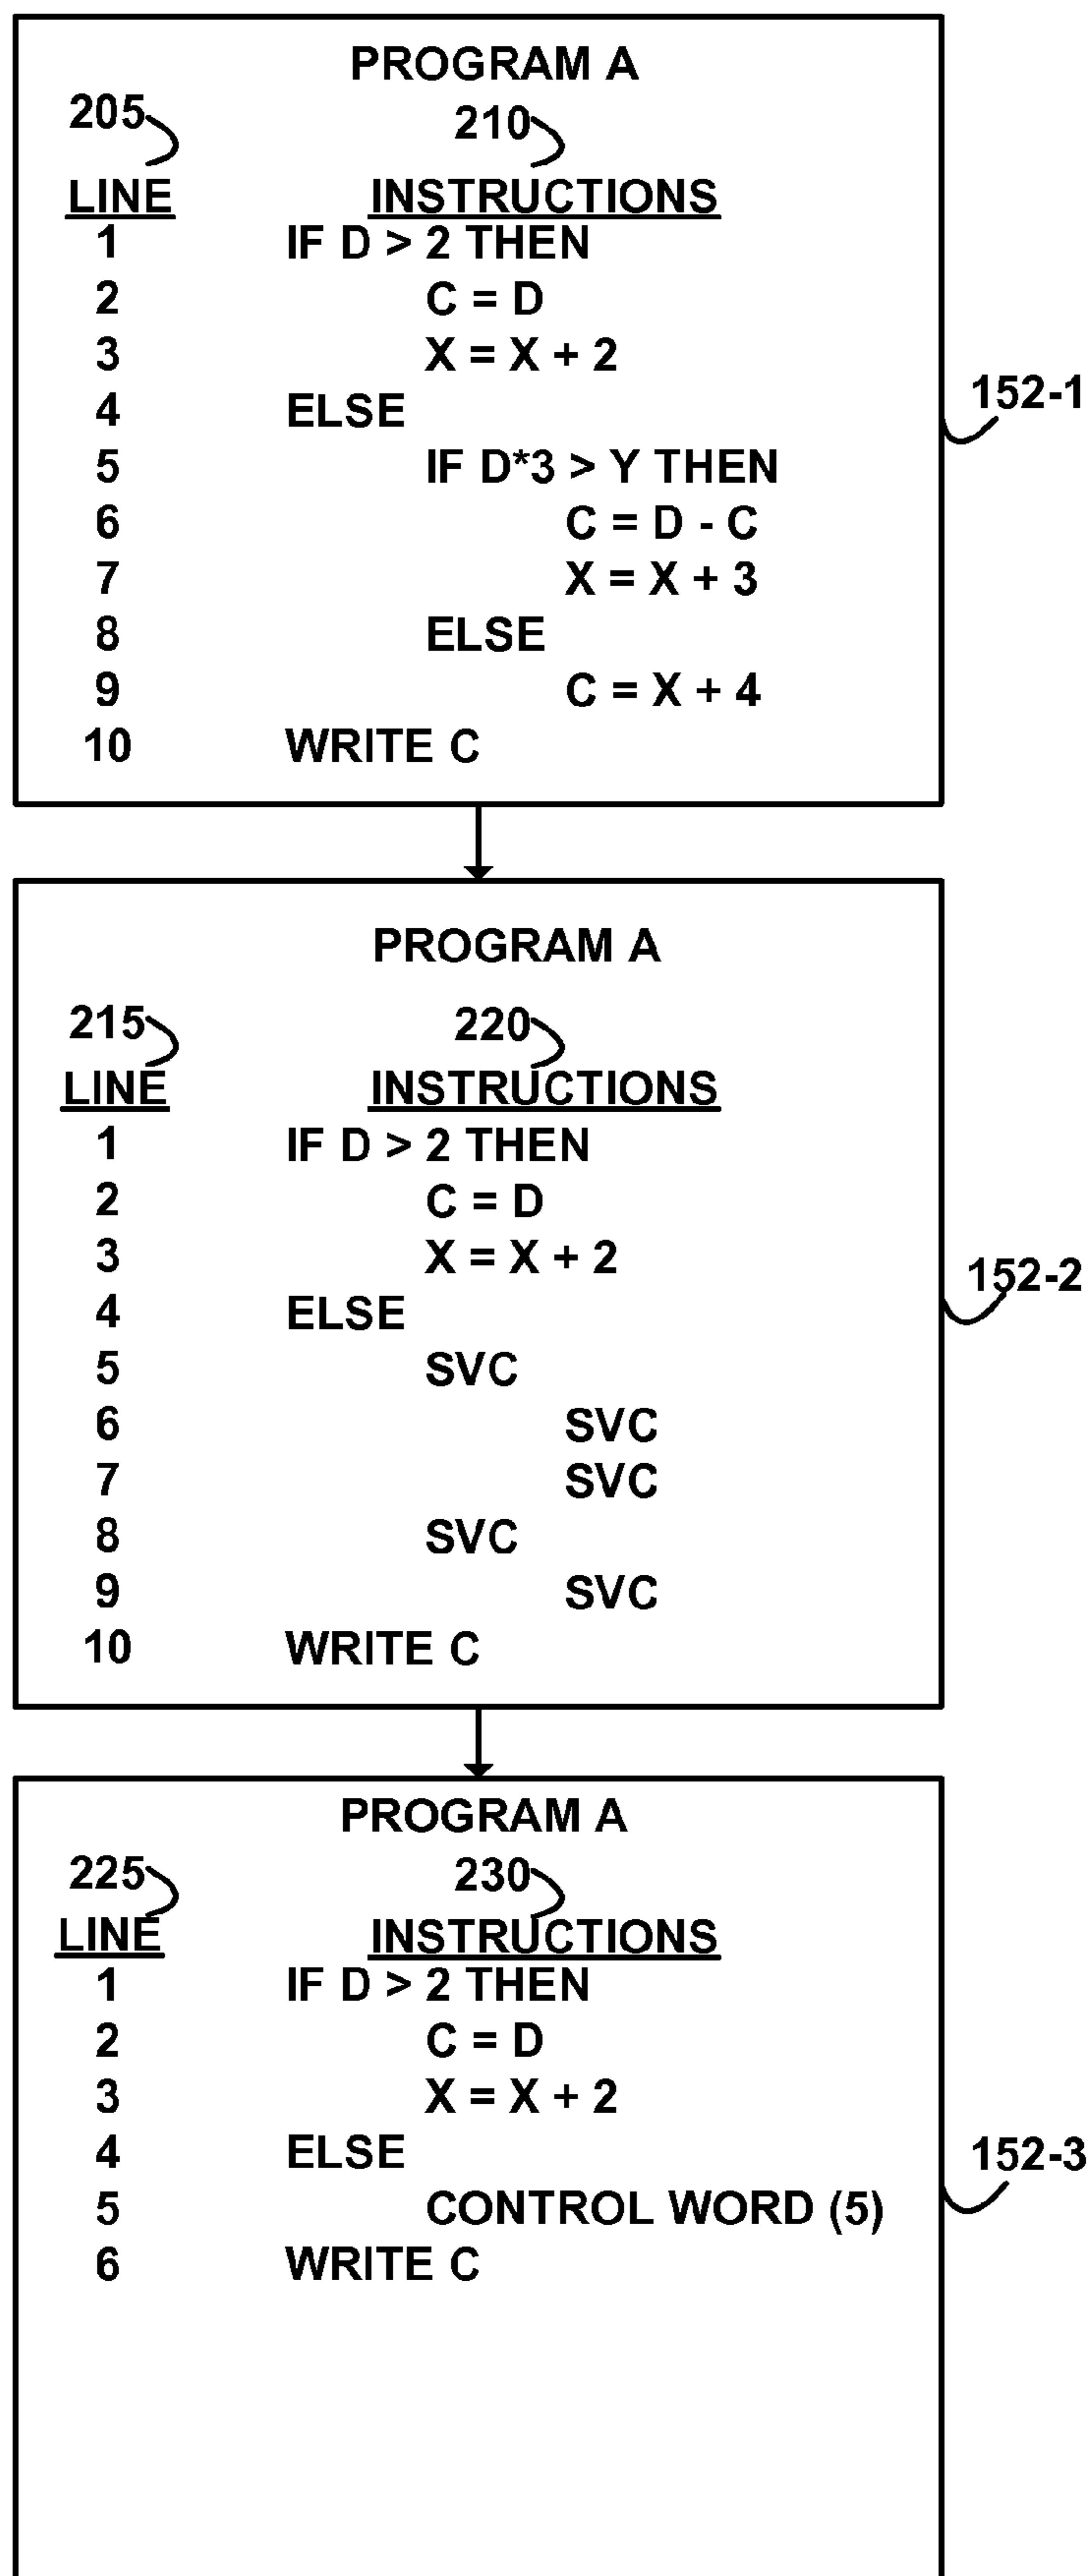 PROGRAM A
205 210
LINE INSTRUCTIONS
1 IF D > 2 THEN
2 C = D
3 X = X + 2
4 ELSE
5 IF D*3 > Y THEN
6 C = D - C
7 X = X + 3
8 ELSE
9 C = X + 4
10 WRITE C
152-1
PROGRAM A
215 220
LINE INSTRUCTIONS
1 IF D > 2 THEN
2 C = D
3 X = X + 2
4 ELSE
5 SVC
6 SVC
7 SVC
8 SVC
9 SVC
10 WRITE C
152-2
PROGRAM A
225 230
LINE INSTRUCTIONS
1 IF D > 2 THEN
2 C = D
3 X = X + 2
4 ELSE
5 CONTROL WORD (5)
6 WRITE C
152-3